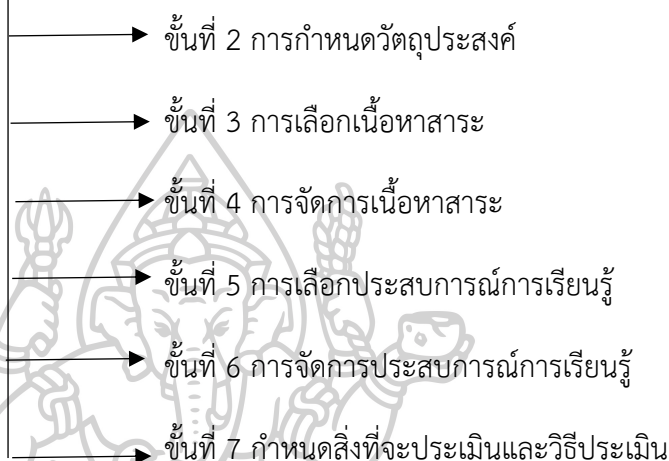 ขั้นที่ 2 การกำหนดวัตถุประสงค์
ขั้นที่ 3 การเลือกเนื้อหาสาระ
ขั้นที่ 4 การจัดการเนื้อหาสาระ
ขั้นที่ 5 การเลือกประสบการณ์การเรียนรู้
ขั้นที่ 6 การจัดการประสบการณ์การเรียนรู้
ขั้นที่ 7 กำหนดสิ่งที่จะประเมินและวิธีประเมิน